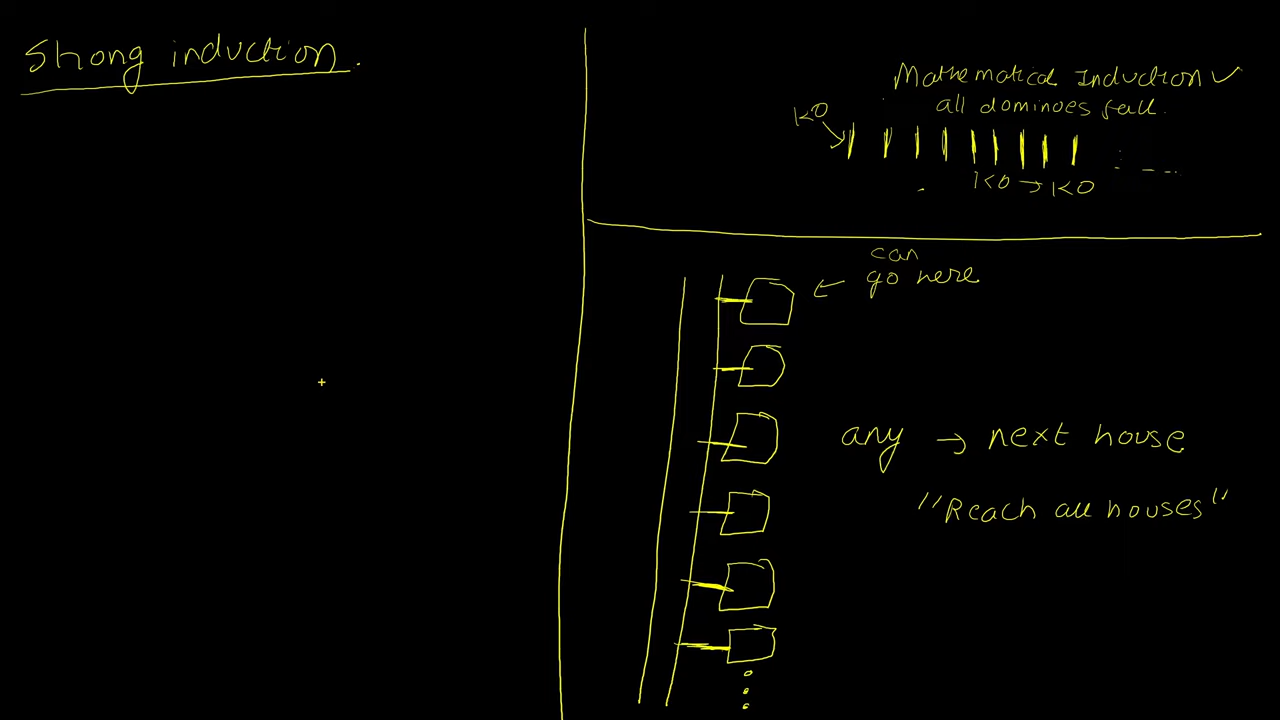 Strong induction.
Mathematical Induction ✓
all dominoes fall.
KO
KO → KO
can
go here
any → next house
"Reach all houses"